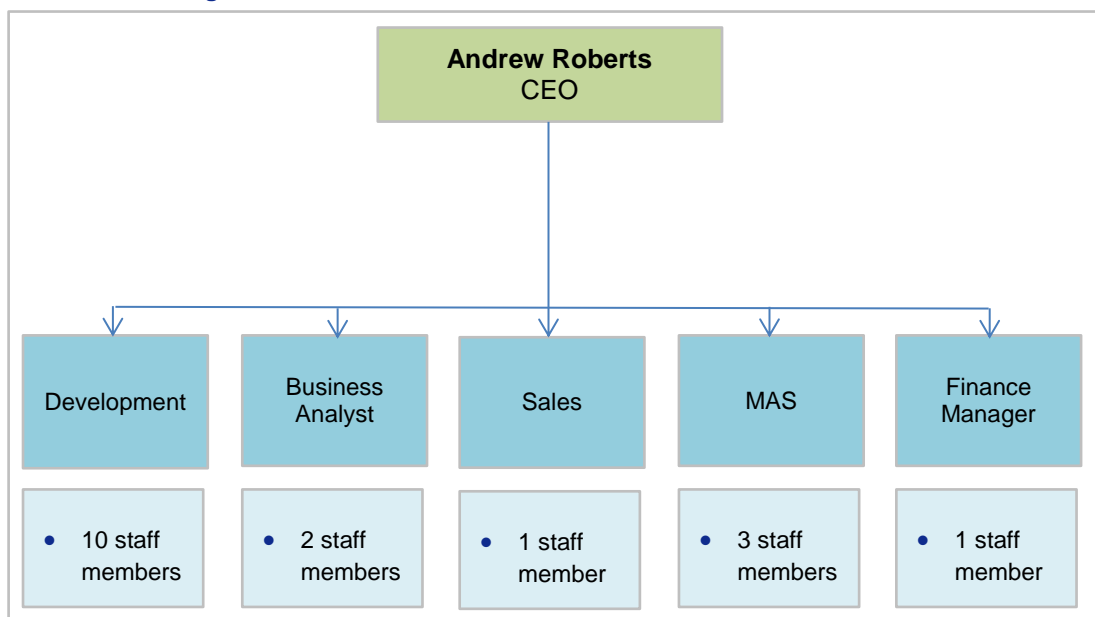 Andrew Roberts
CEO
Development
Business
Analyst
Sales
MAS
Finance
Manager
• 10 staff
members
• 2 staff
members
• 1 staff
member
• 3 staff
members
• 1 staff
member